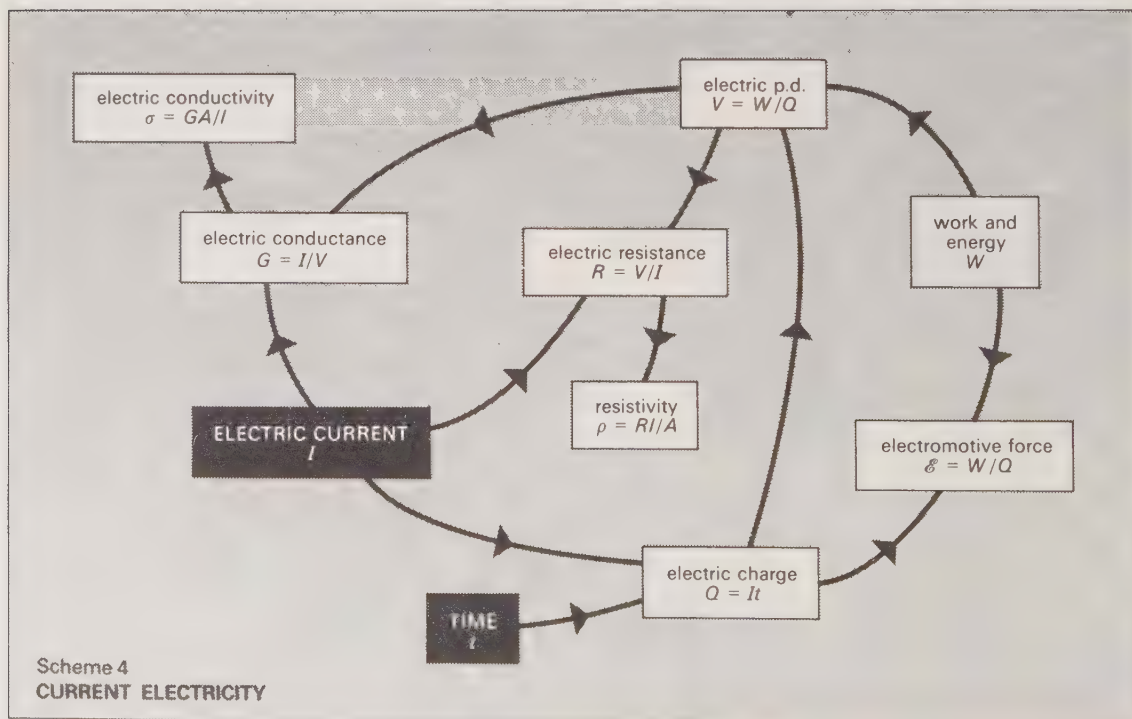 electric conductivity
σ = GA/I
electric p.d.
V = W/Q
electric conductance
G = I/V
electric resistance
R = V/I
work and
energy
W
resistivity
ρ = RI/A
ELECTRIC CURRENT
I
electromotive force
ℰ = W/Q
electric charge
Q = It
TIME
t
Scheme 4
CURRENT ELECTRICITY